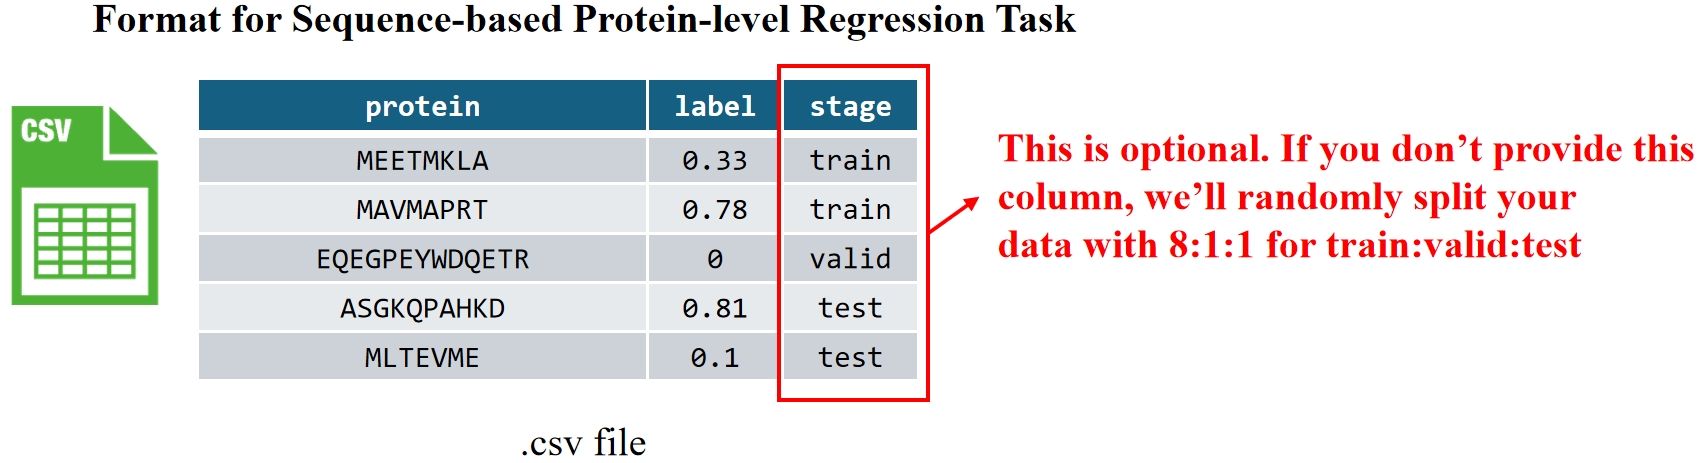 Format for Sequence-based Protein-level Regression Task
CSV
protein label stage
MEETMKLA 0.33 train
MAVMAPRT 0.78 train
EQEGPEYWDQETR 0 valid
ASGKQPAHKD 0.81 test
MLTEVME 0.1 test
This is optional. If you don’t provide this
column, we’ll randomly split your
data with 8:1:1 for train:valid:test
.csv file